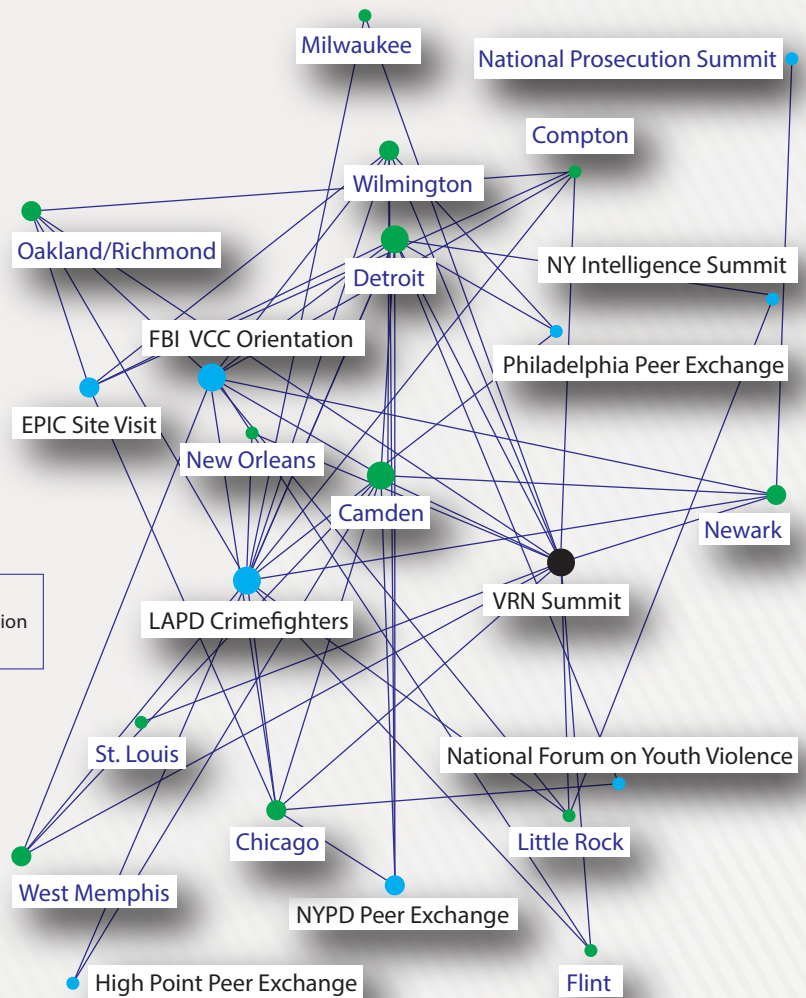 Milwaukee
National Prosecution Summit
Compton
Wilmington
Oakland/Richmond
Detroit
NY Intelligence Summit
FBI VCC Orientation
Philadelphia Peer Exchange
EPIC Site Visit
New Orleans
Camden
Newark
VRN Summit
LAPD Crimefighters
St. Louis
National Forum on Youth Violence
Chicago
Little Rock
West Memphis
NYPD Peer Exchange
High Point Peer Exchange
Flint